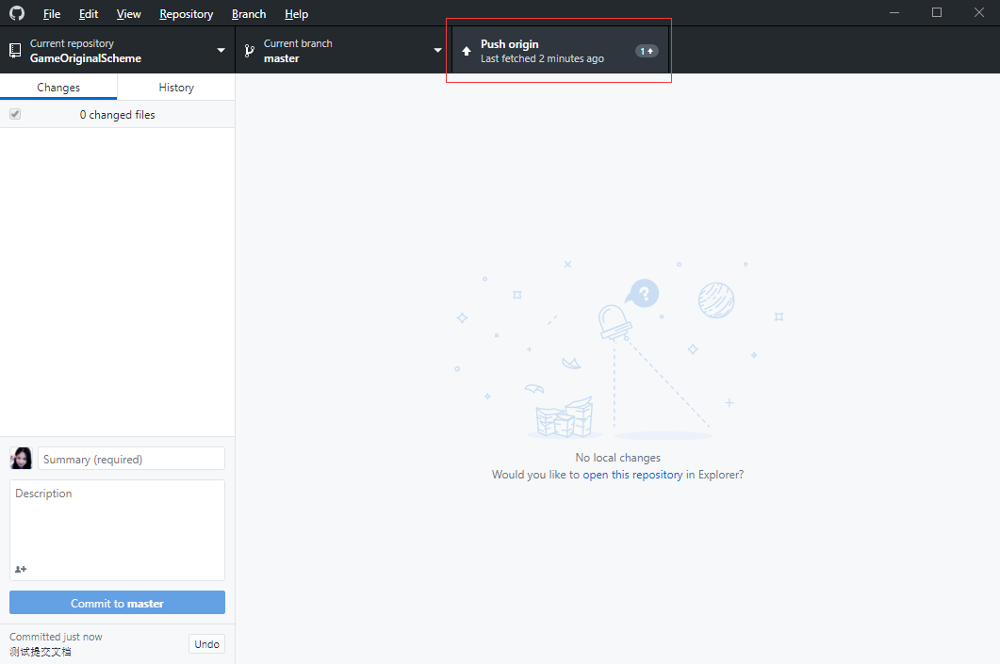 File Edit View Repository Branch Help
Current repository
GameOriginalScheme
Current branch
master
Push origin
Last fetched 2 minutes ago
1
Changes History
0 changed files
?
No local changes
Would you like to open this repository in Explorer?
Summary (required)
Description
Commit to master
Committed just now
测试提交文档
Undo